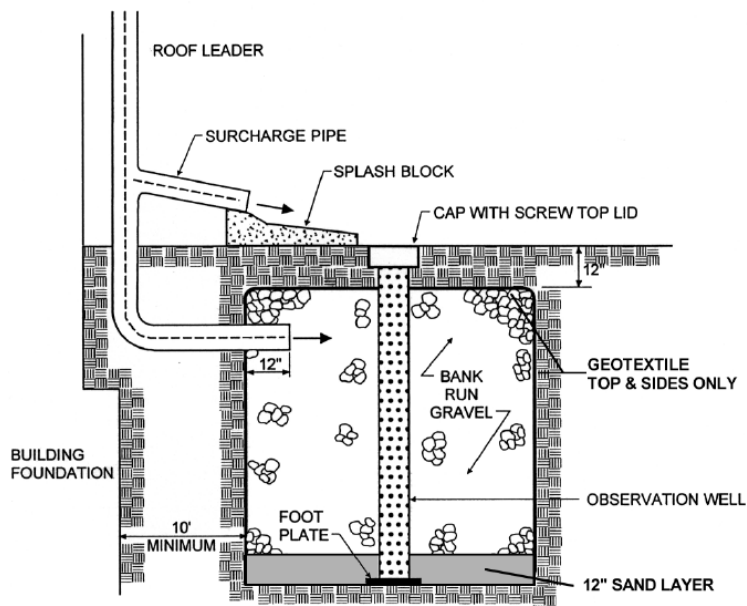 ROOF LEADER
SURCHARGE PIPE
SPLASH BLOCK
CAP WITH SCREW TOP LID
12"
12"
GEOTEXTILE
TOP & SIDES ONLY
BANK
RUN
GRAVEL
BUILDING
FOUNDATION
OBSERVATION WELL
FOOT
PLATE
10'
MINIMUM
12" SAND LAYER